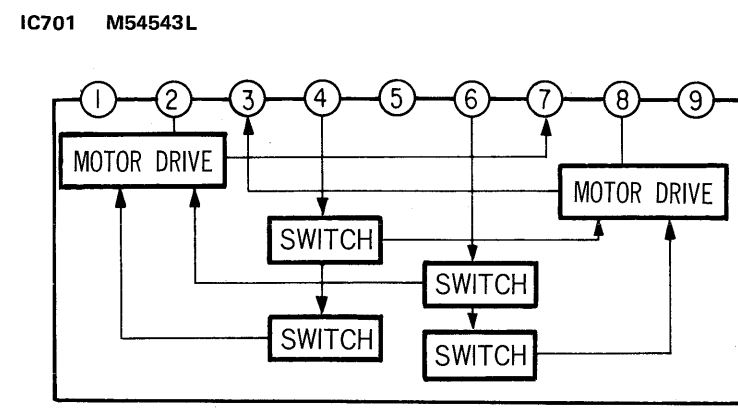 IC701 M54543L
1 2 3 4 5 6 7 8 9
MOTOR DRIVE
MOTOR DRIVE
SWITCH
SWITCH
SWITCH
SWITCH